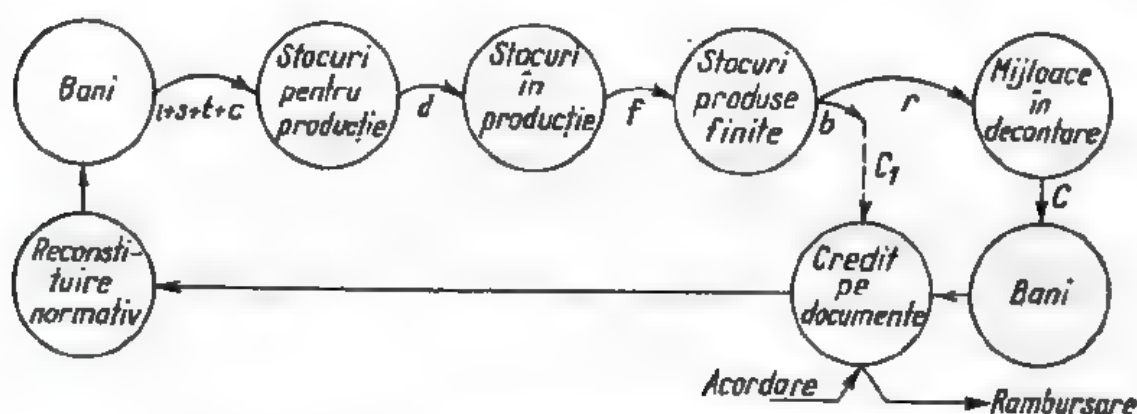 Bani
i+s+t+c
Stocuri
pentru
producție
d
Stocuri
în
producție
f
Stocuri
produse
finite
b
r
Mijloace
în
decontare
C₁
C
Reconsti-
tuire
normativ
Credit
pe
documente
Bani
Acordare
Rambursare